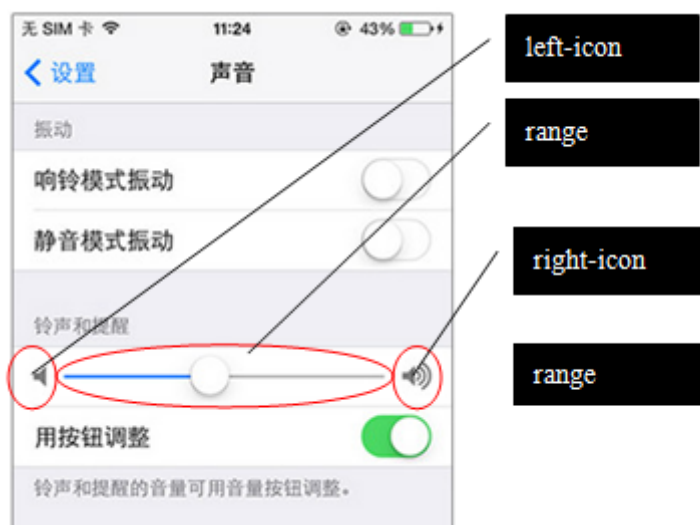 无 SIM 卡 11:24 43%
设置 声音
振动
响铃模式振动
静音模式振动
铃声和提醒
用按钮调整
铃声和提醒的音量可用音量按钮调整。
left-icon
range
right-icon
range